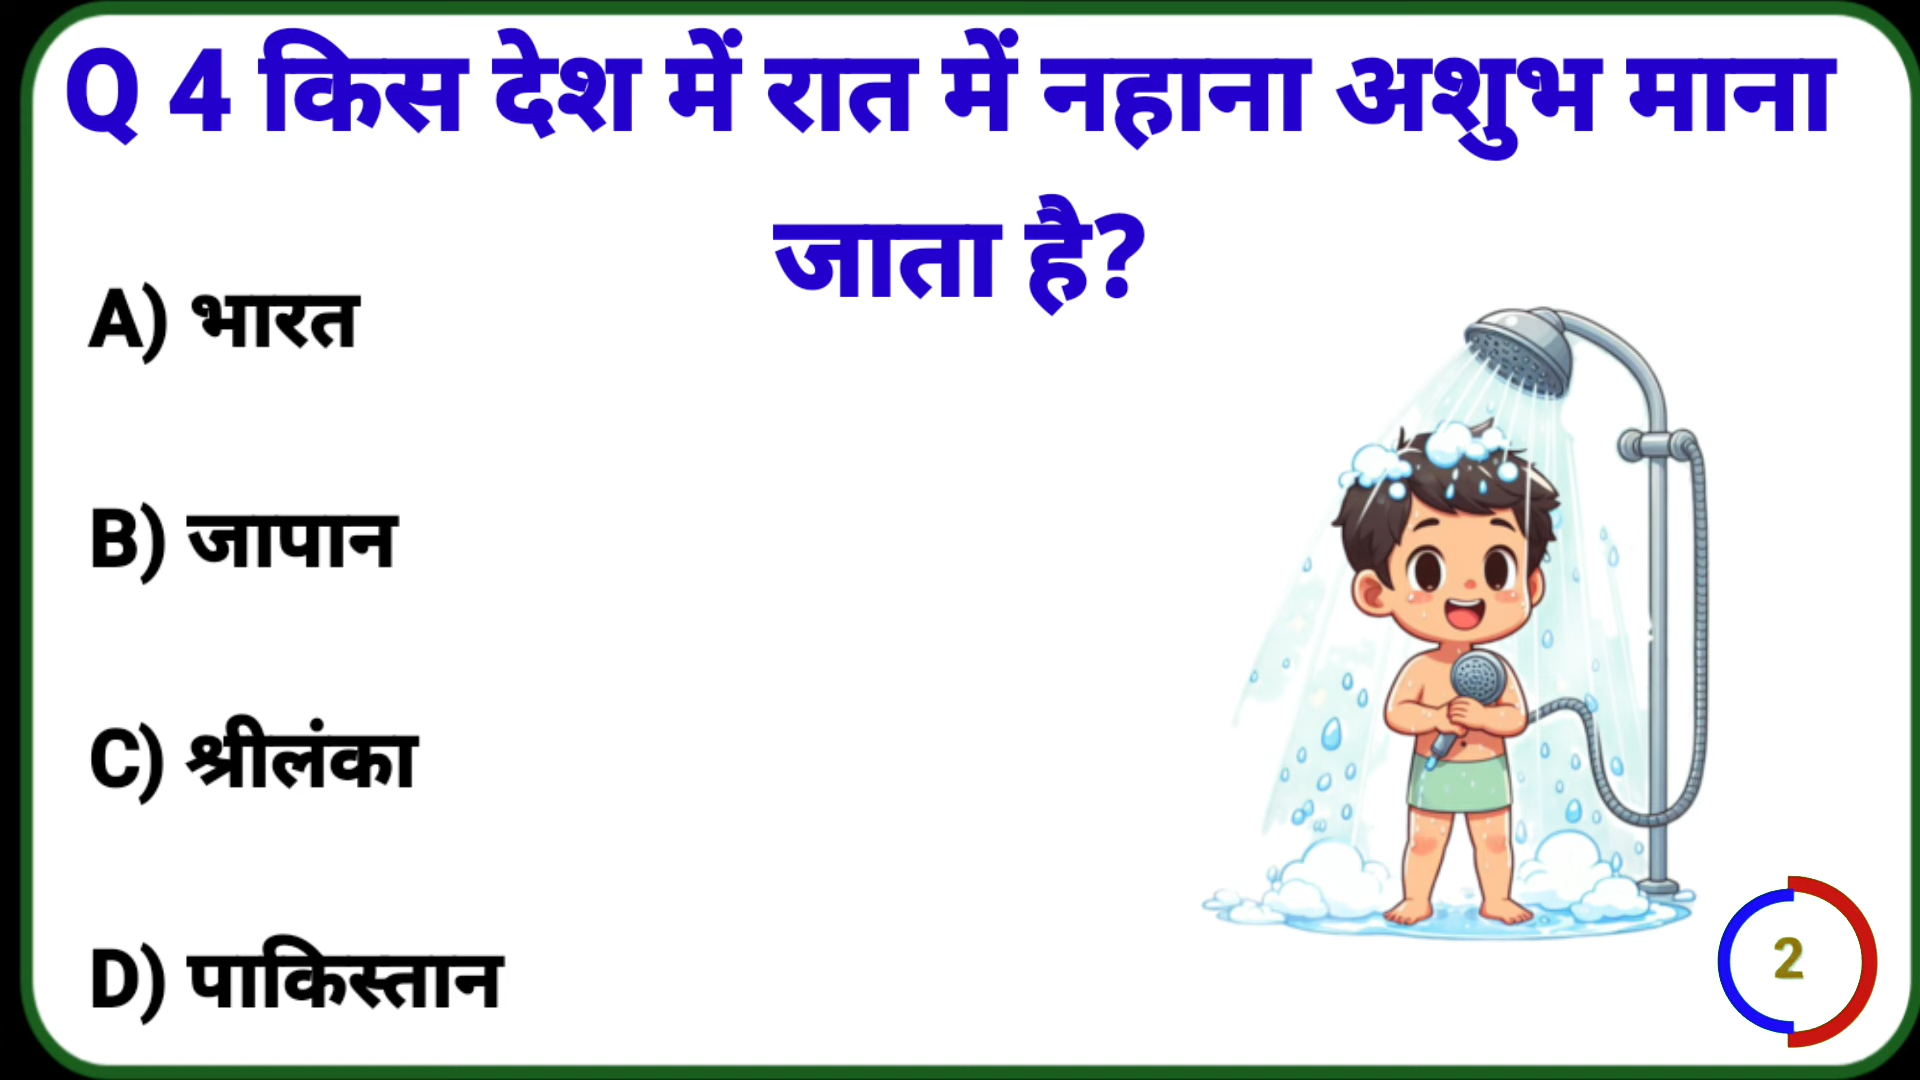 Q 4 किस देश में रात में नहाना अशुभ माना
जाता है?
A) भारत
B) जापान
C) श्रीलंका
D) पाकिस्तान
2